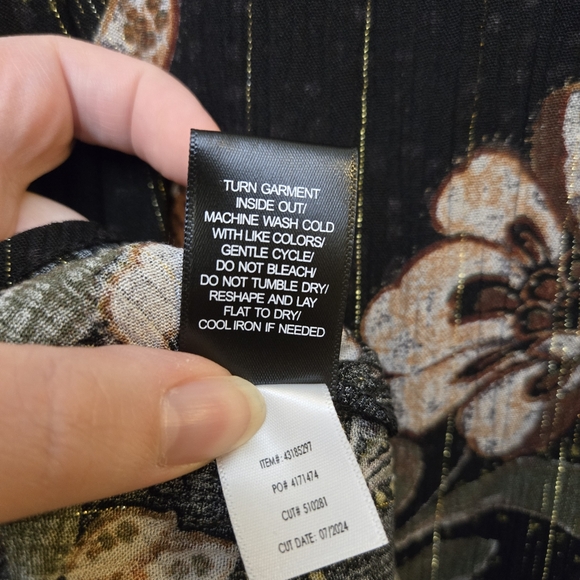 TURN GARMENT
INSIDE OUT/
MACHINE WASH COLD
WITH LIKE COLORS/
GENTLE CYCLE/
DO NOT BLEACH/
DO NOT TUMBLE DRY/
RESHAPE AND LAY
FLAT TO DRY/
COOL IRON IF NEEDED
ITEM#: 43185297
PO# 4171474
CUT# 510281
CUT DATE: 07/2024